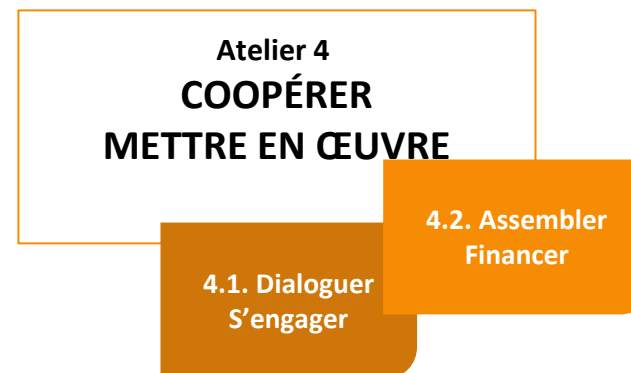 Atelier 4
COOPÉRER
METTRE EN ŒUVRE
4.1. Dialoguer
S’engager
4.2. Assembler
Financer